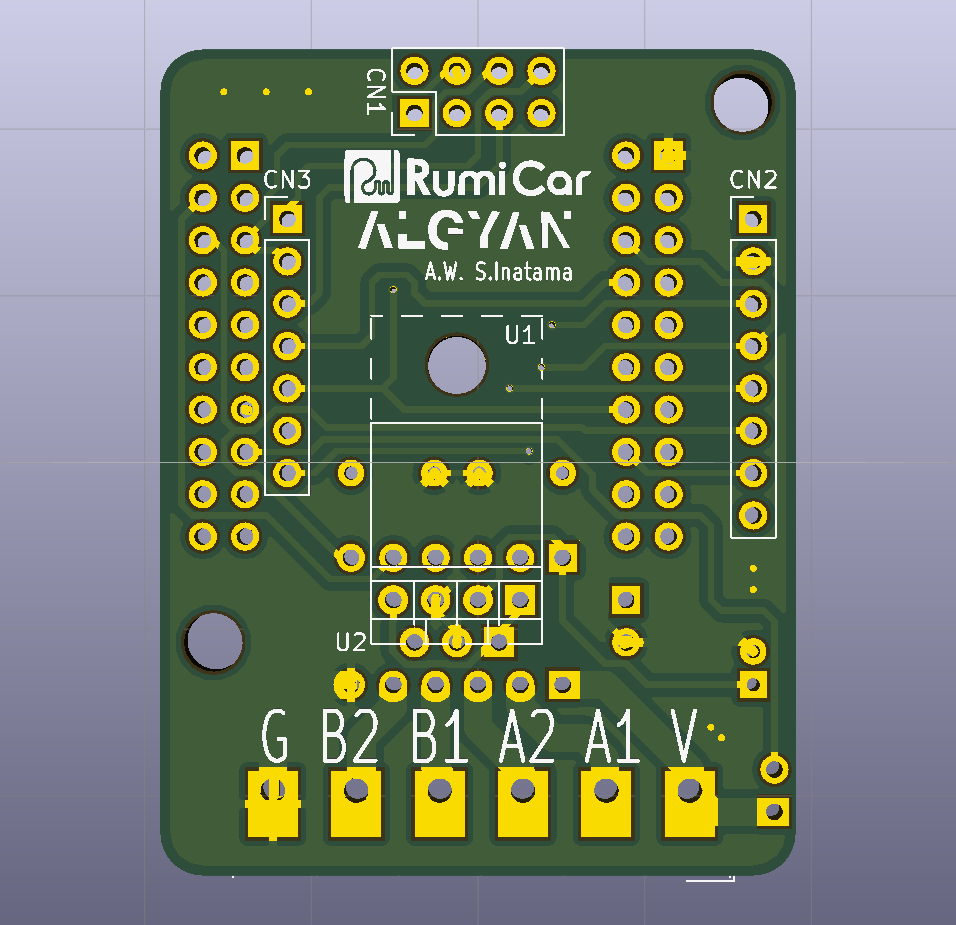 CN1
RumiCar
CN3
CN2
ALGYAN
A.W. S.Inatama
U1
U2
G B2 B1 A2 A1 V